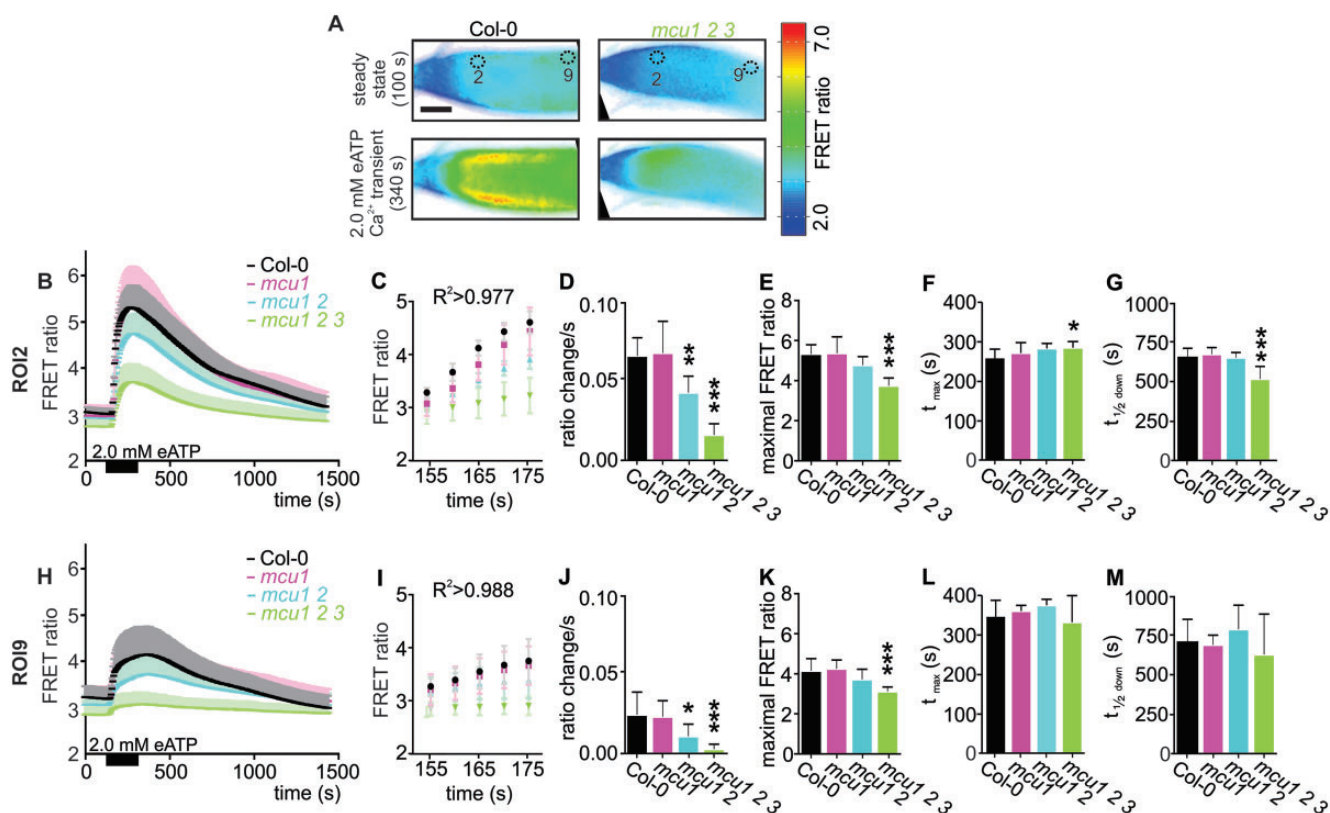 A
Col-0
mcu1 2 3
steady state (100 s)
2
9
2
9
2.0 mM eATP
Ca²⁺ transient
(340 s)
7.0
FRET ratio
2.0
B
ROI2
FRET ratio
6
5
4
3
2
Col-0
mcu1
mcu1 2
mcu1 2 3
2.0 mM eATP
0
500
1000
1500
time (s)
C
R²>0.977
FRET ratio
5
4
3
2
155
165
175
time (s)
D
ratio change/s
0.10
0.05
0.00
**
***
Col-0
mcu1
mcu1 2
mcu1 2 3
E
maximal FRET ratio
8
6
4
2
0
***
Col-0
mcu1
mcu1 2
mcu1 2 3
F
t max (s)
400
300
200
100
0
*
Col-0
mcu1
mcu1 2
mcu1 2 3
G
t ½ down (s)
1000
750
500
250
0
***
Col-0
mcu1
mcu1 2
mcu1 2 3
H
ROI9
FRET ratio
6
5
4
3
2
Col-0
mcu1
mcu1 2
mcu1 2 3
2.0 mM eATP
0
500
1000
1500
time (s)
I
R²>0.988
FRET ratio
5
4
3
2
155
165
175
time (s)
J
ratio change/s
0.10
0.05
0.00
*
***
Col-0
mcu1
mcu1 2
mcu1 2 3
K
maximal FRET ratio
8
6
4
2
0
***
Col-0
mcu1
mcu1 2
mcu1 2 3
L
t max (s)
400
300
200
100
0
Col-0
mcu1
mcu1 2
mcu1 2 3
M
t ½ down (s)
1000
750
500
250
0
Col-0
mcu1
mcu1 2
mcu1 2 3